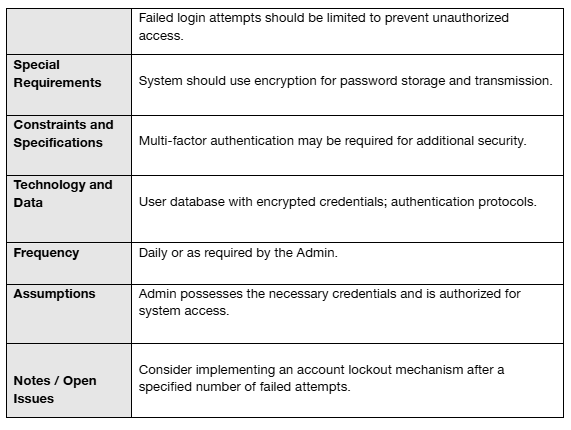 Failed login attempts should be limited to prevent unauthorized
access.
Special
Requirements
System should use encryption for password storage and transmission.
Constraints and
Specifications
Multi-factor authentication may be required for additional security.
Technology and
Data
User database with encrypted credentials; authentication protocols.
Frequency
Daily or as required by the Admin.
Assumptions
Admin possesses the necessary credentials and is authorized for
system access.
Notes / Open
Issues
Consider implementing an account lockout mechanism after a
specified number of failed attempts.